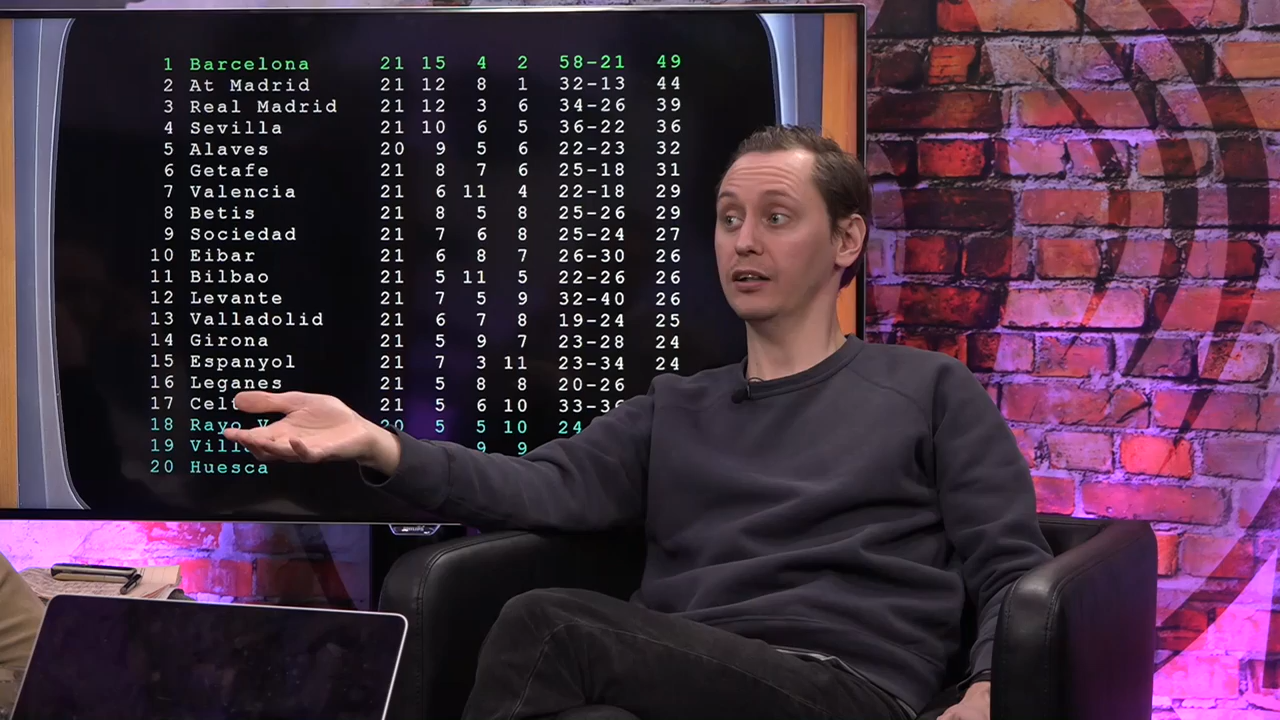 1 Barcelona 21 15 4 2 58-21 49
2 At Madrid 21 12 8 1 32-13 44
3 Real Madrid 21 12 3 6 34-26 39
4 Sevilla 21 10 6 5 36-22 36
5 Alaves 20 9 5 6 22-23 32
6 Getafe 21 8 7 6 25-18 31
7 Valencia 21 6 11 4 22-18 29
8 Betis 21 8 5 8 25-26 29
9 Sociedad 21 7 6 8 25-24 27
10 Eibar 21 6 8 7 26-30 26
11 Bilbao 21 5 11 5 22-26 26
12 Levante 21 7 5 9 32-40 26
13 Valladolid 21 6 7 8 19-24 25
14 Girona 21 5 9 7 23-28 24
15 Espanyol 21 7 3 11 23-34 24
16 Leganes 21 5 8 8 20-26
17 21 5 6 10
18 Rayo 20 5 5 10 24
19 9 9
20 Huesca